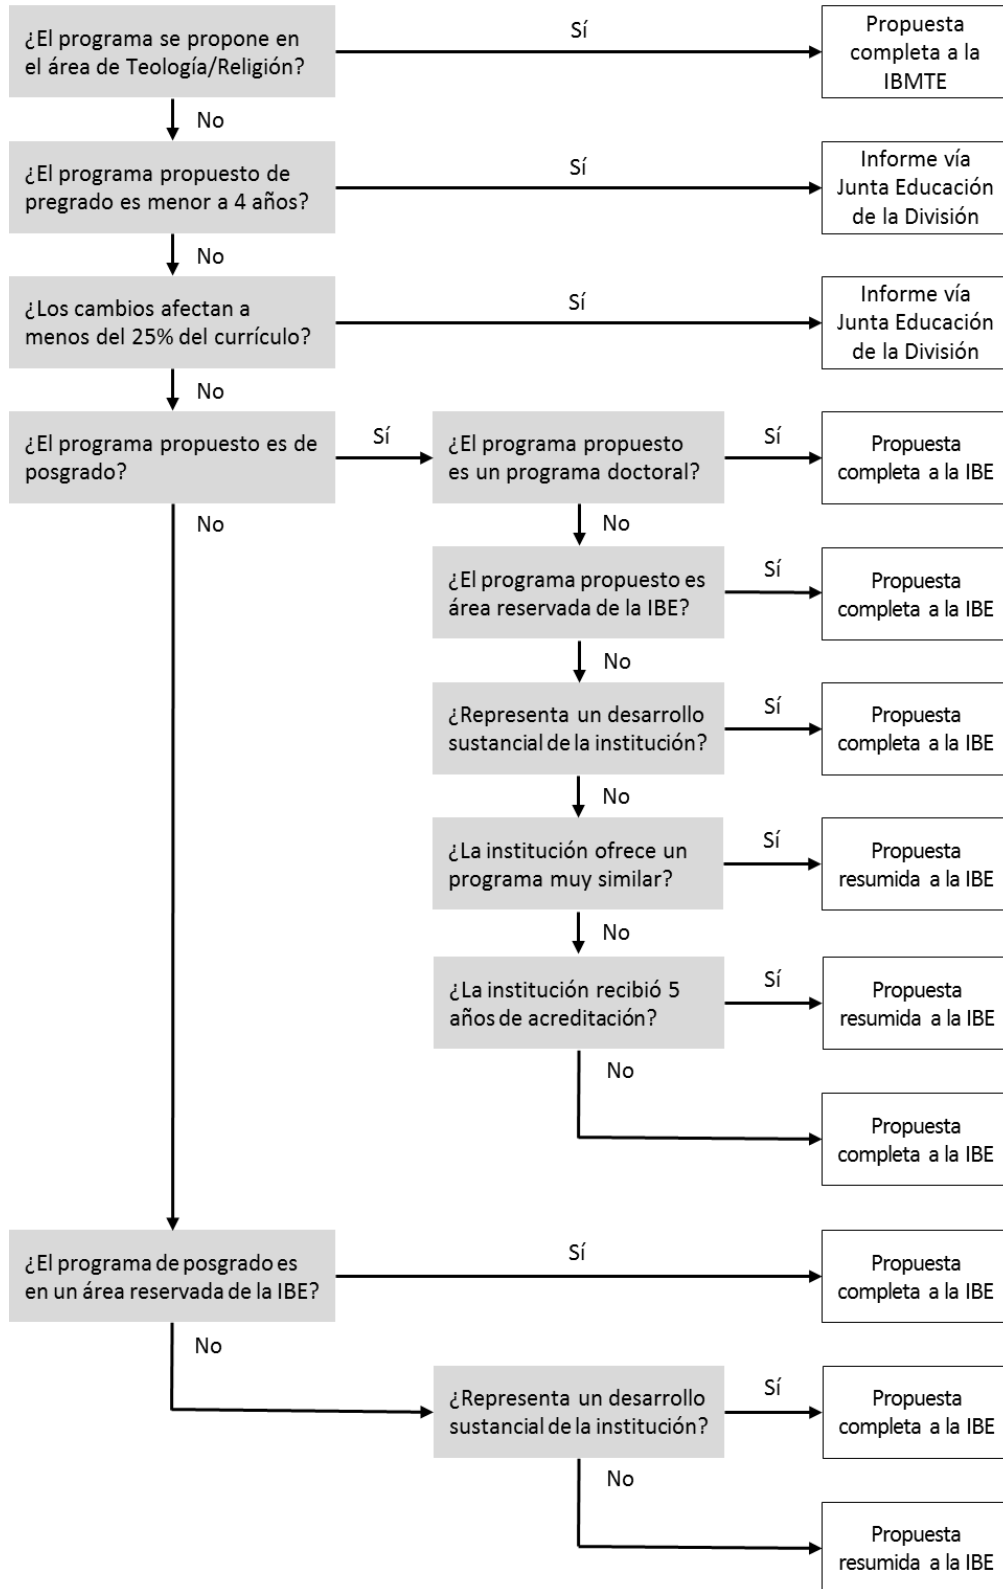 ¿El programa se propone en
el área de Teología/Religión?
Sí
Propuesta
completa a la
IBMTE
No
¿El programa propuesto de
pregrado es menor a 4 años?
Sí
Informe vía
Junta Educación
de la División
No
¿Los cambios afectan a
menos del 25% del currículo?
Sí
Informe vía
Junta Educación
de la División
No
¿El programa propuesto es de
posgrado?
Sí
¿El programa propuesto
es un programa doctoral?
Sí
Propuesta
completa a la IBE
No
No
¿El programa propuesto es
área reservada de la IBE?
Sí
Propuesta
completa a la IBE
No
¿Representa un desarrollo
sustancial de la institución?
Sí
Propuesta
completa a la IBE
No
¿La institución ofrece un
programa muy similar?
Sí
Propuesta
resumida a la IBE
No
¿La institución recibió 5
años de acreditación?
Sí
Propuesta
resumida a la IBE
No
Propuesta
completa a la IBE
¿El programa de posgrado es
en un área reservada de la IBE?
Sí
Propuesta
completa a la IBE
No
¿Representa un desarrollo
sustancial de la institución?
Sí
Propuesta
completa a la IBE
No
Propuesta
resumida a la IBE